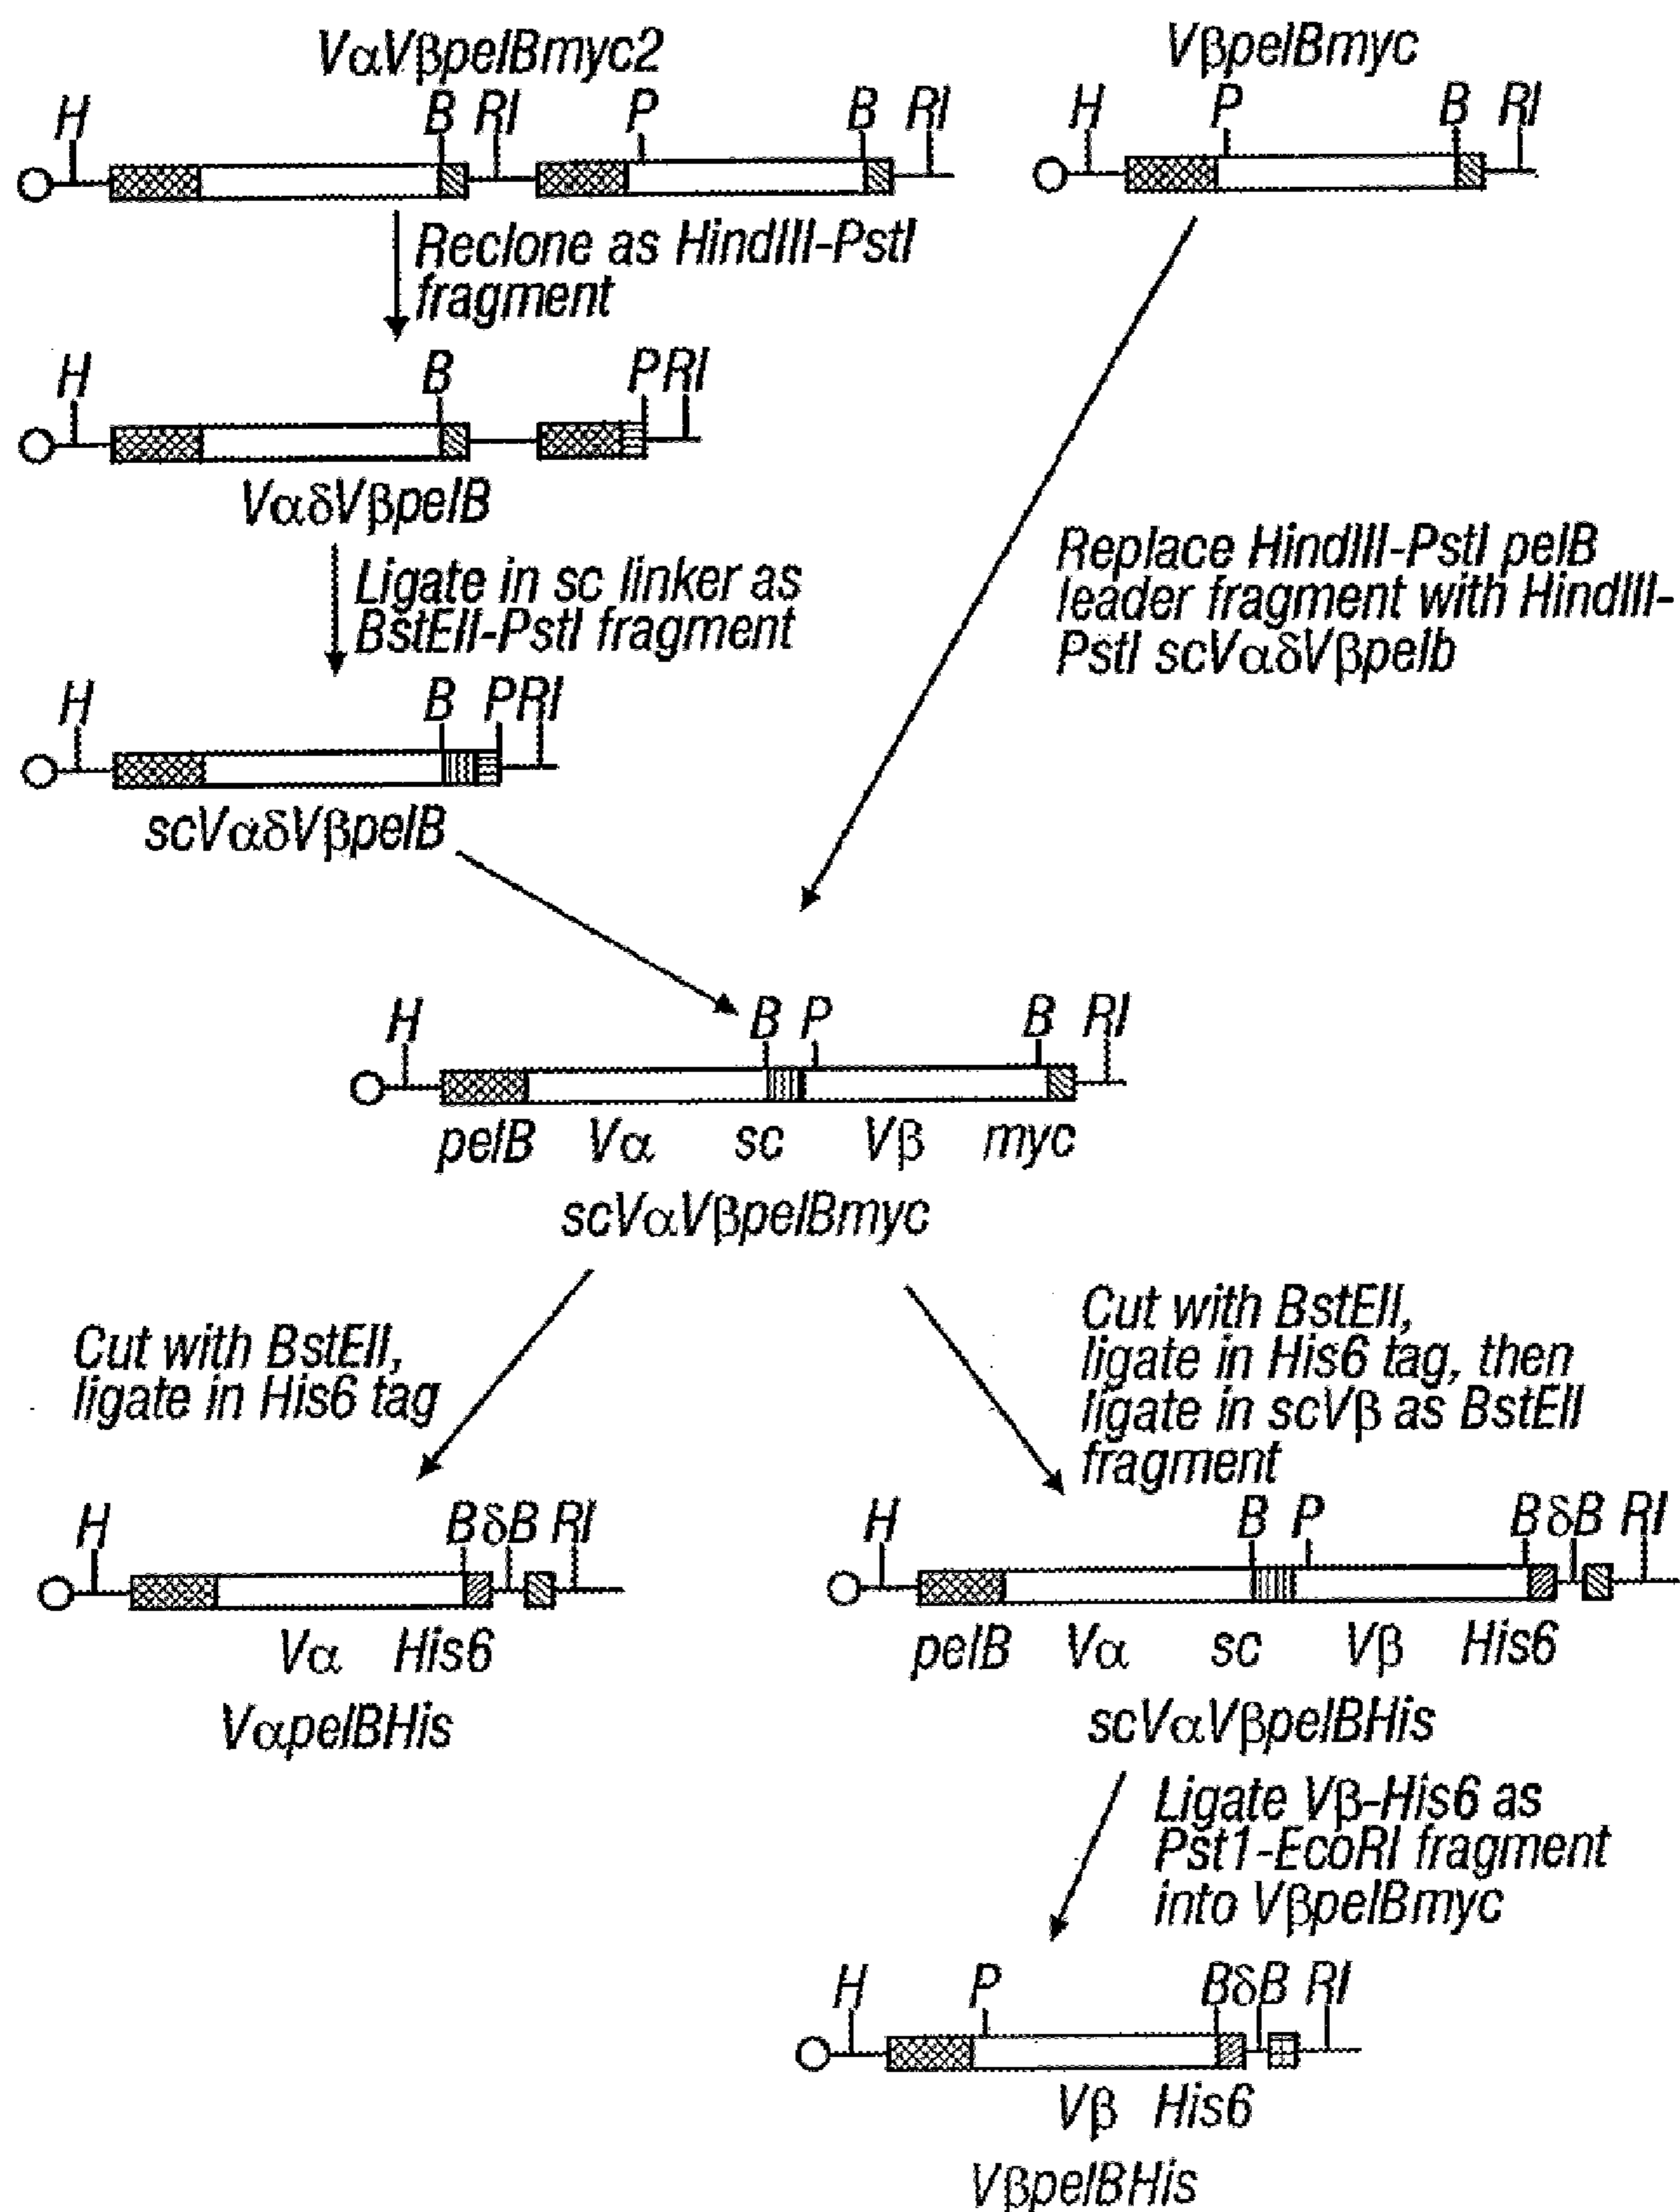 VαVβpelBmyc2
VβpelBmyc
H B RI P B RI
H P B RI
Reclone as HindIII-PstI
fragment
H B P RI
VαδVβpelB
Ligate in sc linker as
BstEII-PstI fragment
Replace HindIII-PstI pelB
leader fragment with HindIII-
PstI scVαδVβpelb
H B P RI
scVαδVβpelB
H B P B RI
pelB Vα sc Vβ myc
scVαVβpelBmyc
Cut with BstEII,
ligate in His6 tag
Cut with BstEII,
ligate in His6 tag, then
ligate in scVβ as BstEII
fragment
H B δB RI
Vα His6
VαpelBHis
H B P B δB RI
pelB Vα sc Vβ His6
scVαVβpelBHis
Ligate Vβ-His6 as
Pst1-EcoRI fragment
into VβpelBmyc
H P B δB RI
Vβ His6
VβpelBHis